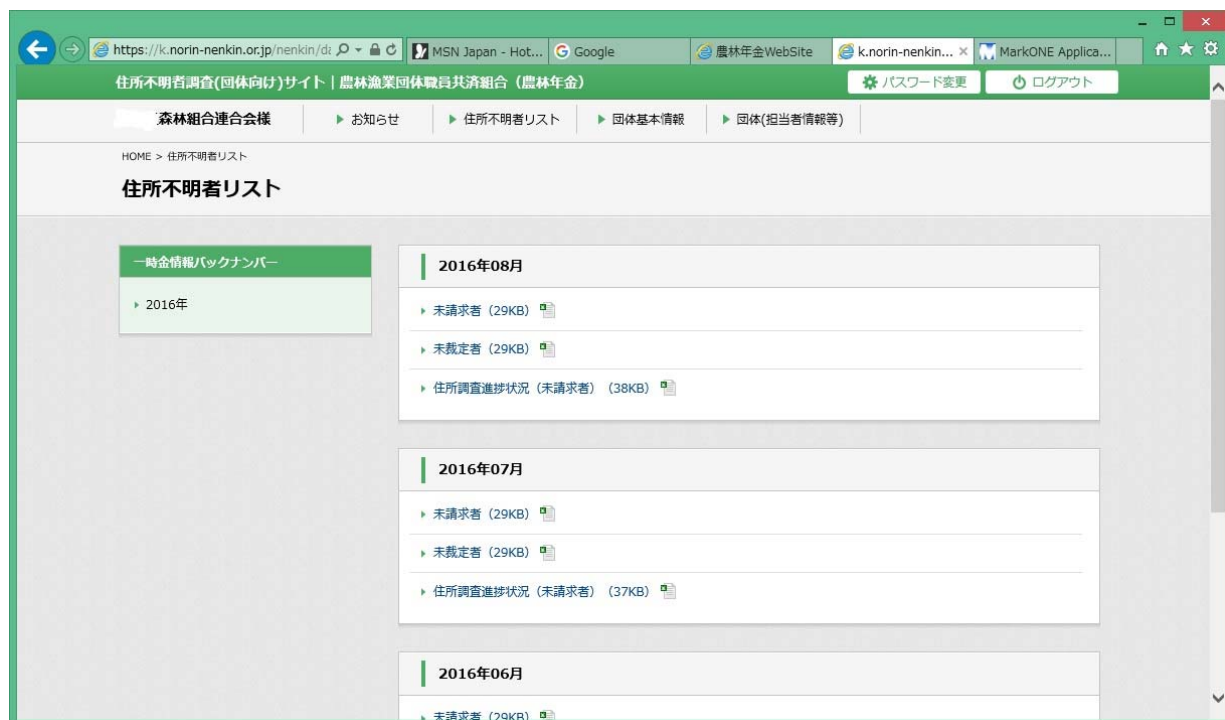 https://k.norin-nenkin.or.jp/nenkin/da
MSN Japan - Hot...
Google
農林年金WebSite
k.norin-nenkin...
MarkONE Applica...
住所不明者調査(団体向け)サイト｜農林漁業団体職員共済組合（農林年金）
パスワード変更
ログアウト
森林組合連合会様
お知らせ
住所不明者リスト
団体基本情報
団体(担当者情報等)
HOME > 住所不明者リスト
住所不明者リスト
一時金情報バックナンバー
2016年
2016年08月
未請求者（29KB）
未裁定者（29KB）
住所調査進捗状況（未請求者）（38KB）
2016年07月
未請求者（29KB）
未裁定者（29KB）
住所調査進捗状況（未請求者）（37KB）
2016年06月
未請求者（29KB）